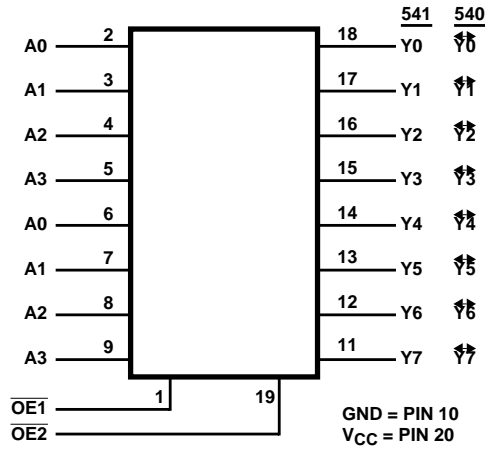 541 540
A0 2 18 Y0 Y0
A1 3 17 Y1 Y1
A2 4 16 Y2 Y2
A3 5 15 Y3 Y3
A0 6 14 Y4 Y4
A1 7 13 Y5 Y5
A2 8 12 Y6 Y6
A3 9 11 Y7 Y7
OE1 1 19
OE2
GND = PIN 10
VCC = PIN 20